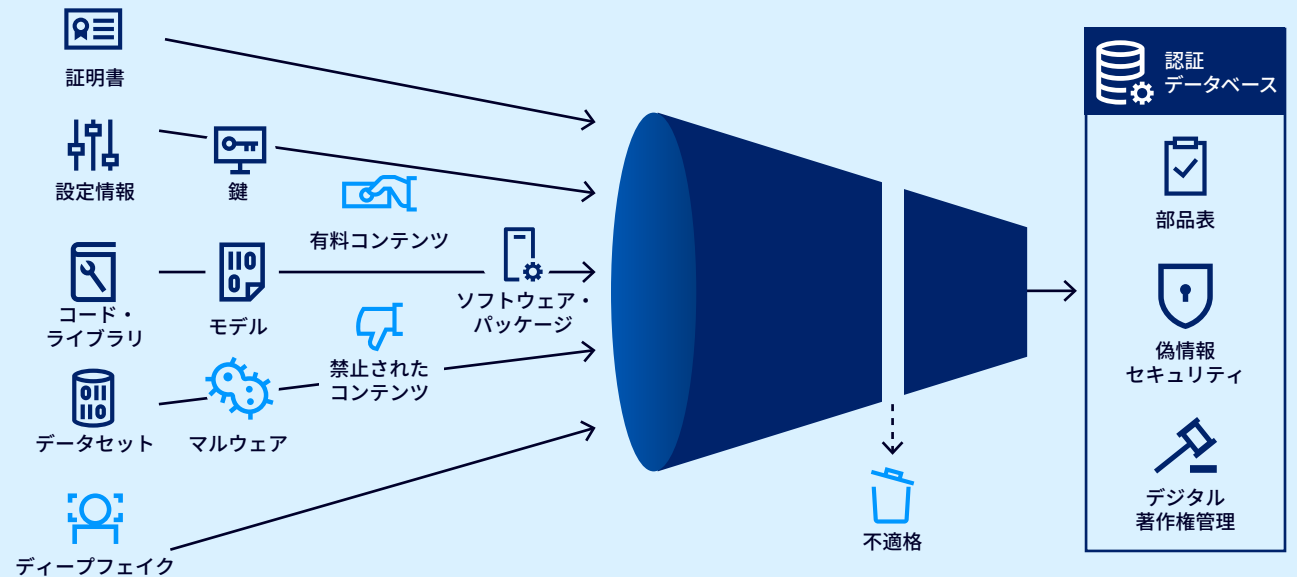 証明書
設定情報
鍵
有料コンテンツ
コード・
ライブラリ
モデル
ソフトウェア・
パッケージ
禁止された
コンテンツ
データセット
マルウェア
ディープフェイク
不適格
認証
データベース
部品表
偽情報
セキュリティ
デジタル
著作権管理